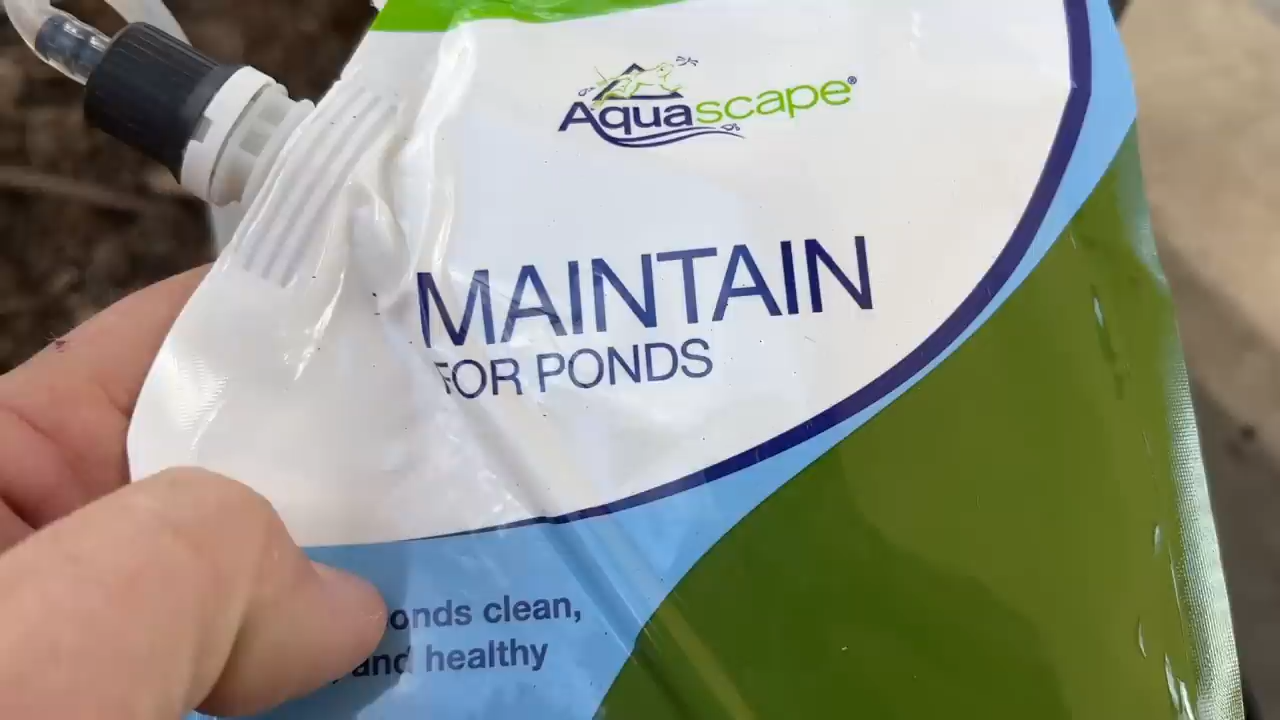 Aquascape®
MAINTAIN
FOR PONDS
onds clean,
and healthy